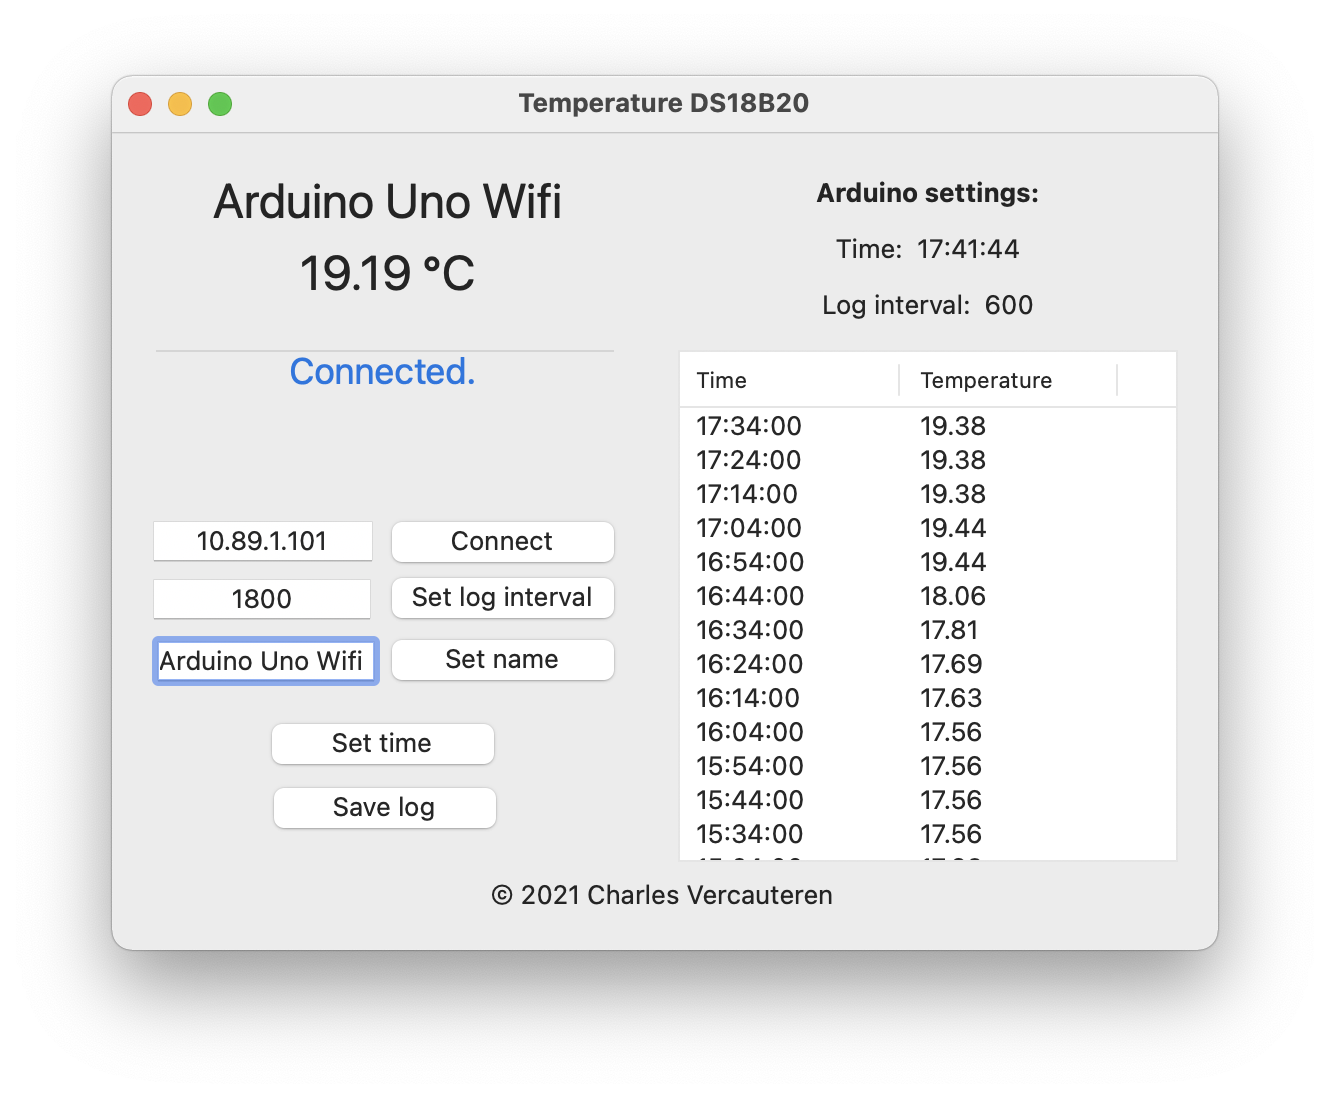 Temperature DS18B20
Arduino Uno Wifi
19.19 °C
Connected.
10.89.1.101
Connect
1800
Set log interval
Arduino Uno Wifi
Set name
Set time
Save log
Arduino settings:
Time: 17:41:44
Log interval: 600
Time Temperature
17:34:00 19.38
17:24:00 19.38
17:14:00 19.38
17:04:00 19.44
16:54:00 19.44
16:44:00 18.06
16:34:00 17.81
16:24:00 17.69
16:14:00 17.63
16:04:00 17.56
15:54:00 17.56
15:44:00 17.56
15:34:00 17.56
© 2021 Charles Vercauteren